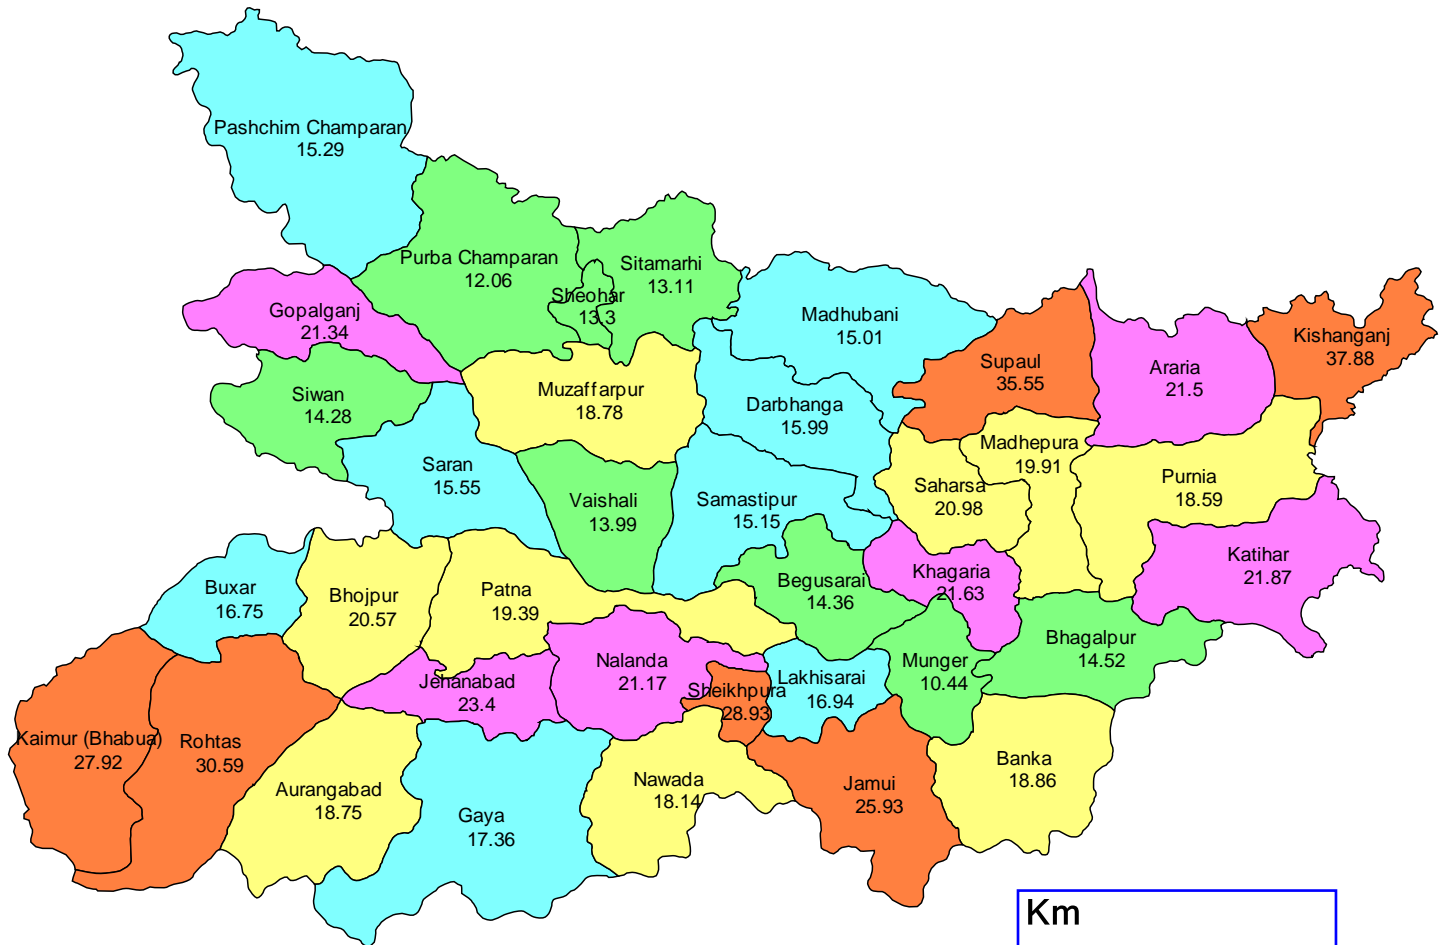 Pashchim Champaran
15.29
Purba Champaran
12.06
Sitamarhi
13.11
Sheohar
13.3
Gopalganj
21.34
Madhubani
15.01
Kishanganj
37.88
Supaul
35.55
Araria
21.5
Siwan
14.28
Muzaffarpur
18.78
Darbhanga
15.99
Madhepura
19.91
Saran
15.55
Vaishali
13.99
Samastipur
15.15
Saharsa
20.98
Purnia
18.59
Katihar
21.87
Buxar
16.75
Bhojpur
20.57
Patna
19.39
Begusarai
14.36
Khagaria
21.63
Bhagalpur
14.52
Jehanabad
23.4
Nalanda
21.17
Sheikhpura
28.93
Lakhisarai
16.94
Munger
10.44
Kaimur (Bhabua)
27.92
Rohtas
30.59
Aurangabad
18.75
Gaya
17.36
Nawada
18.14
Jamui
25.93
Banka
18.86
Km